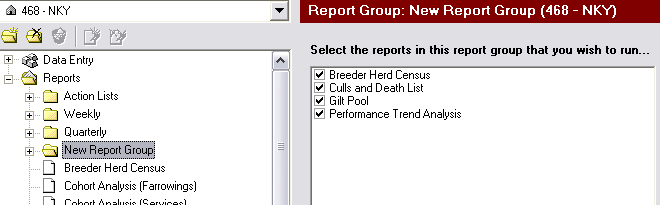 468 - NKY
Data Entry
Reports
Action Lists
Weekly
Quarterly
New Report Group
Breeder Herd Census
Cohort Analysis (Farrowings)
Cohort Analysis (Services)
Report Group: New Report Group (468 - NKY)
Select the reports in this report group that you wish to run...
Breeder Herd Census
Culls and Death List
Gilt Pool
Performance Trend Analysis